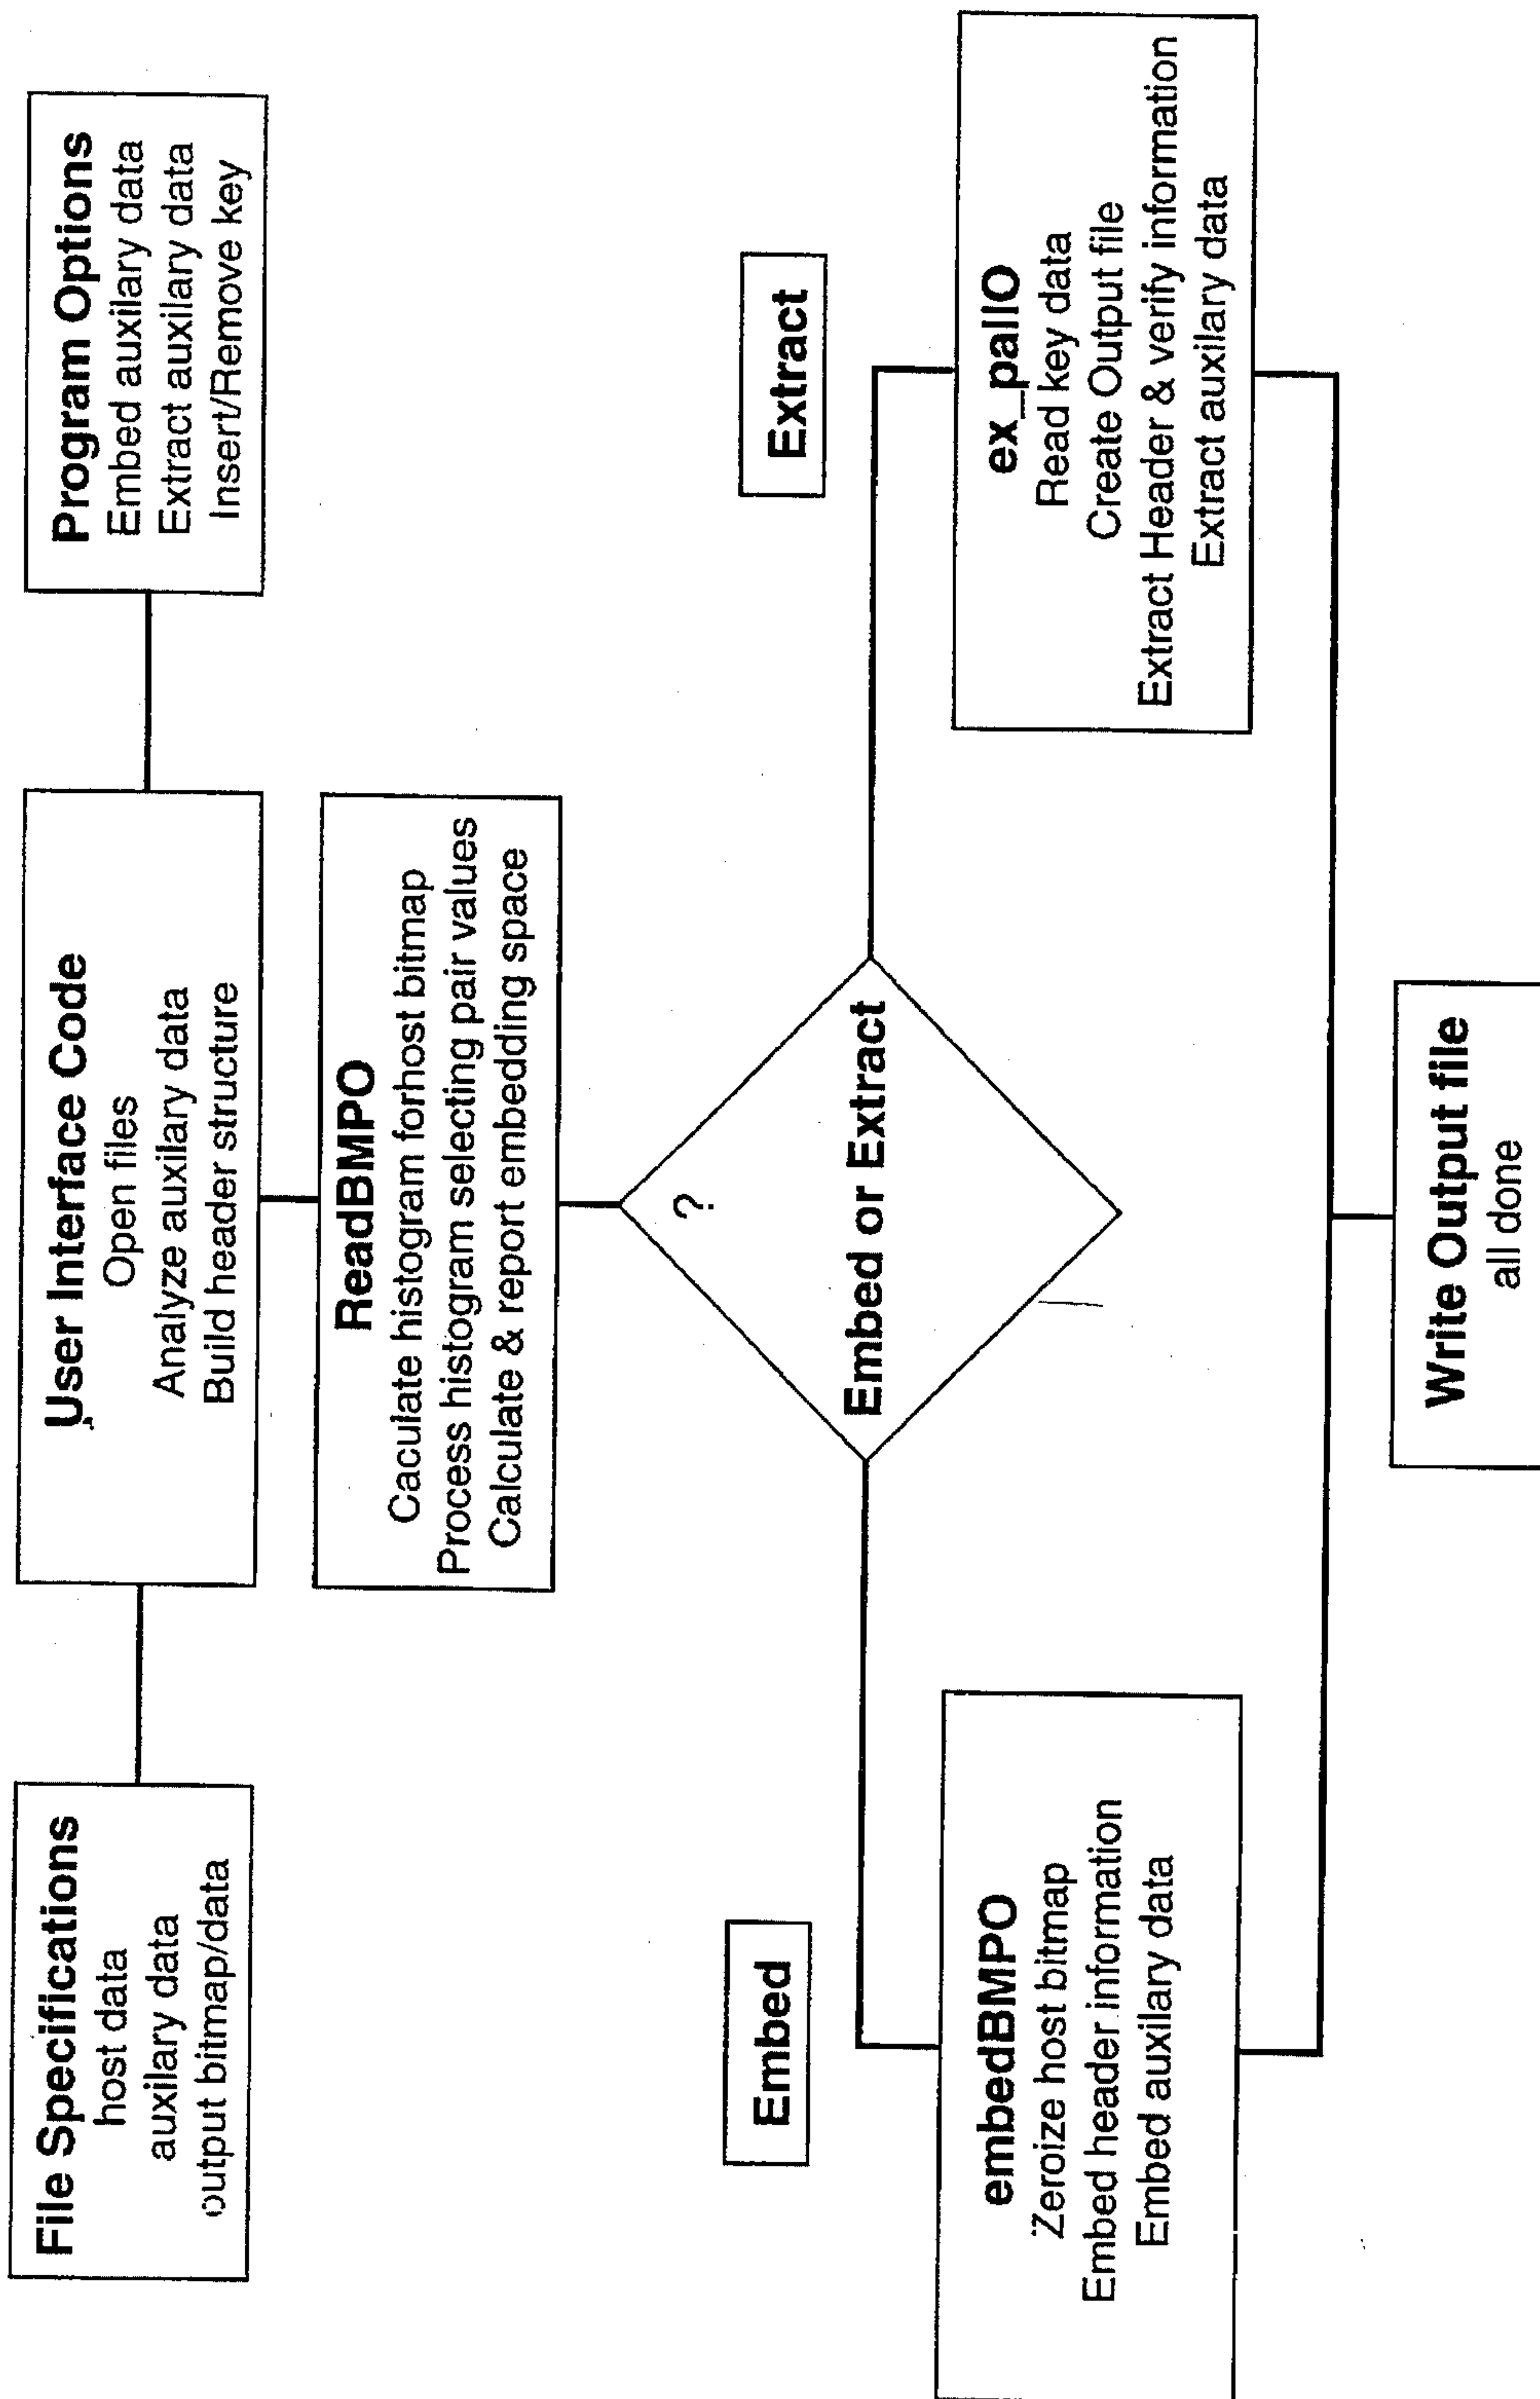 File Specifications
host data
auxilary data
output bitmap/data
User Interface Code
Open files
Analyze auxilary data
Build header structure
Program Options
Embed auxilary data
Extract auxilary data
Insert/Remove key
ReadBMPO
Caculate histogram forhost bitmap
Process histogram selecting pair values
Calculate & report embedding space
?
Embed or Extract
Embed
Extract
embedBMPO
Zeroize host bitmap
Embed header information
Embed auxilary data
ex_pallO
Read key data
Create Output file
Extract Header & verify information
Extract auxilary data
Write Output file
all done